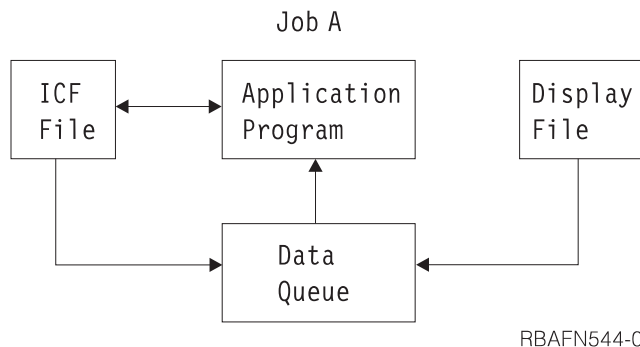 Job A
ICF
File
Application
Program
Display
File
Data
Queue
RBAFN544-0